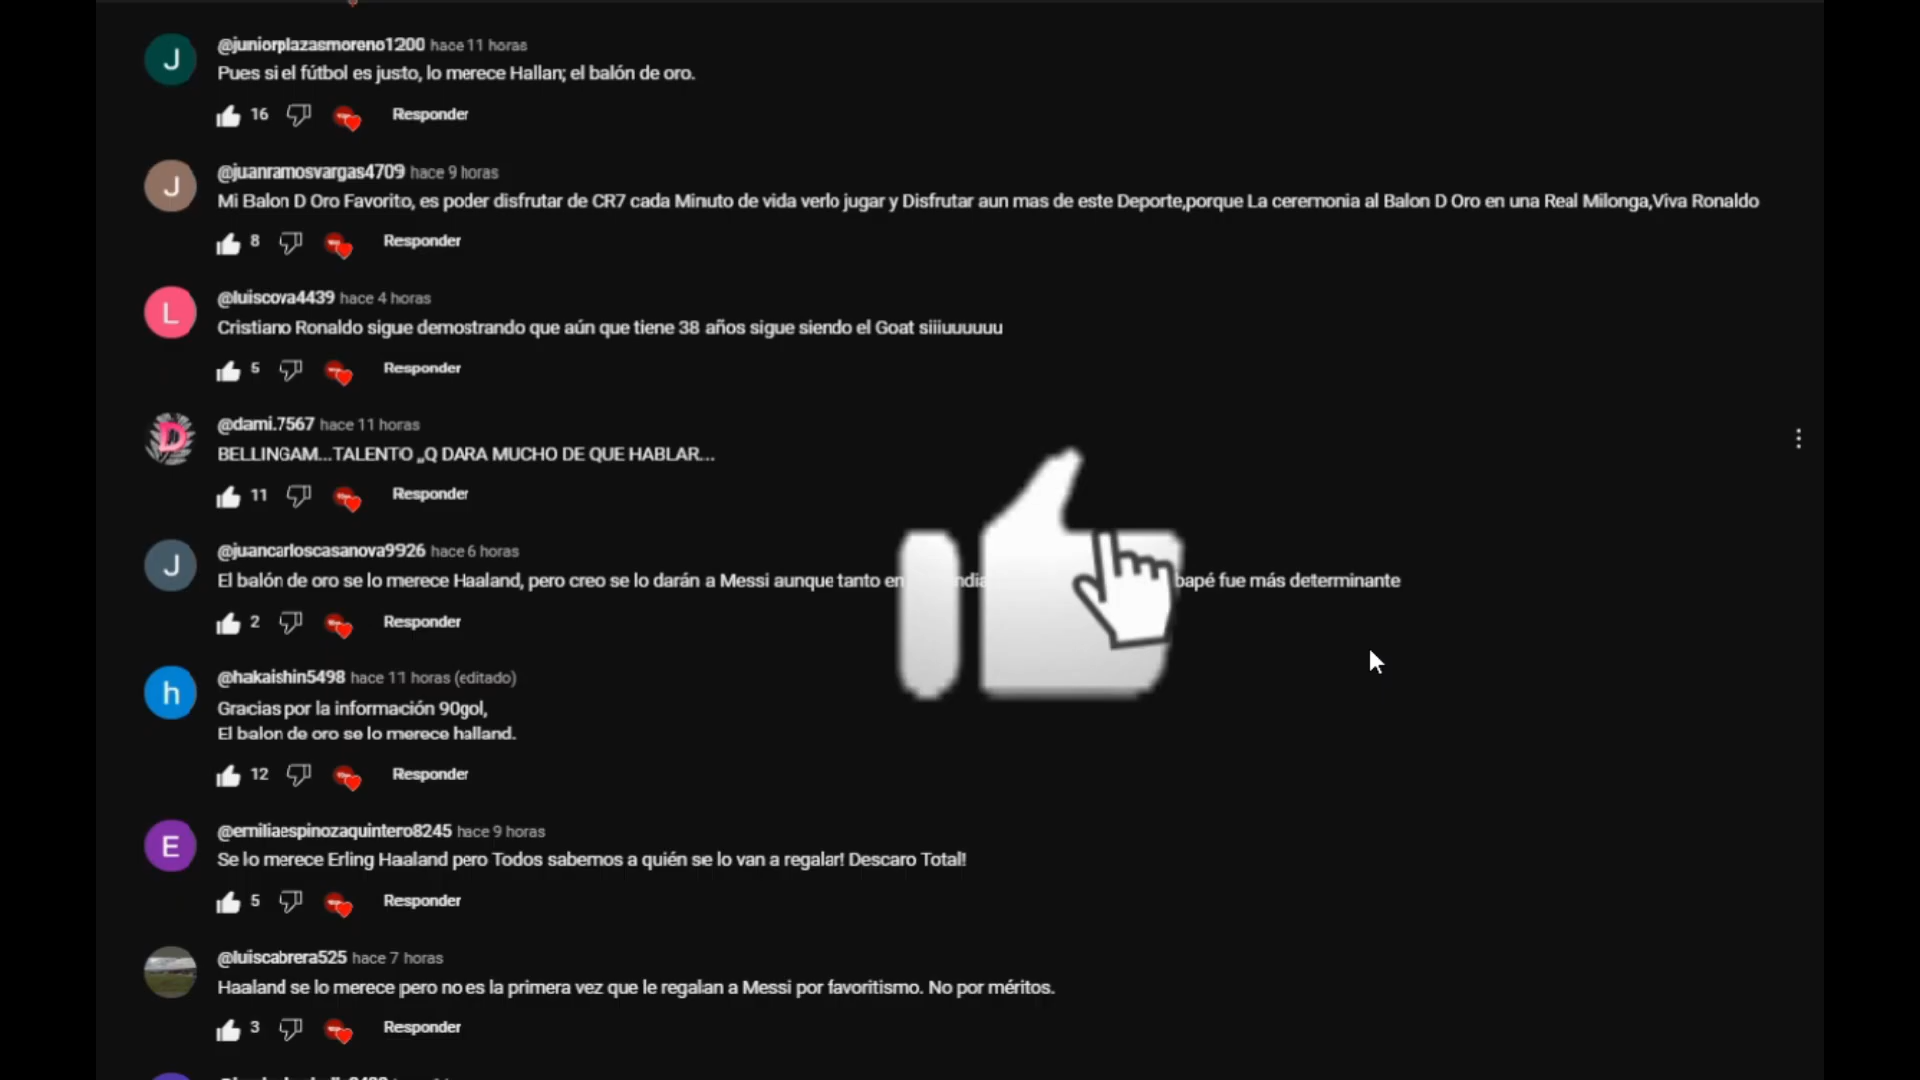 J
@juniorplazasmoreno1200 hace 11 horas
Pues si el fútbol es justo, lo merece Hallan; el balón de oro.
16 Responder
J
@juanramosvargas4709 hace 9 horas
Mi Balon D Oro Favorito, es poder disfrutar de CR7 cada Minuto de vida verlo jugar y Disfrutar aun mas de este Deporte,porque La ceremonia al Balon D Oro en una Real Milonga,Viva Ronaldo
8 Responder
L
@luiscova4439 hace 4 horas
Cristiano Ronaldo sigue demostrando que aún que tiene 38 años sigue siendo el Goat siiiuuuuuu
5 Responder
D
@dami.7567 hace 11 horas
BELLINGAM...TALENTO ,,Q DARA MUCHO DE QUE HABLAR...
11 Responder
J
@juancarloscasanova9926 hace 6 horas
El balón de oro se lo merece Haaland, pero creo se lo darán a Messi aunque tanto en ndia bapé fue más determinante
2 Responder
h
@hakaishin5498 hace 11 horas (editado)
Gracias por la información 90gol,
El balon de oro se lo merece halland.
12 Responder
E
@emiliaespinozaquintero8245 hace 9 horas
Se lo merece Erling Haaland pero Todos sabemos a quién se lo van a regalar! Descaro Total!
5 Responder
@luiscabrera525 hace 7 horas
Haaland se lo merece pero no es la primera vez que le regalan a Messi por favoritismo. No por méritos.
3 Responder